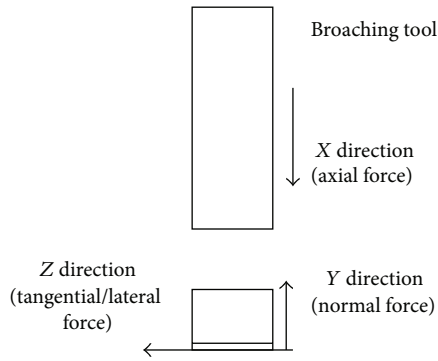 Broaching tool
X direction
(axial force)
Z direction
(tangential/lateral
force)
Y direction
(normal force)